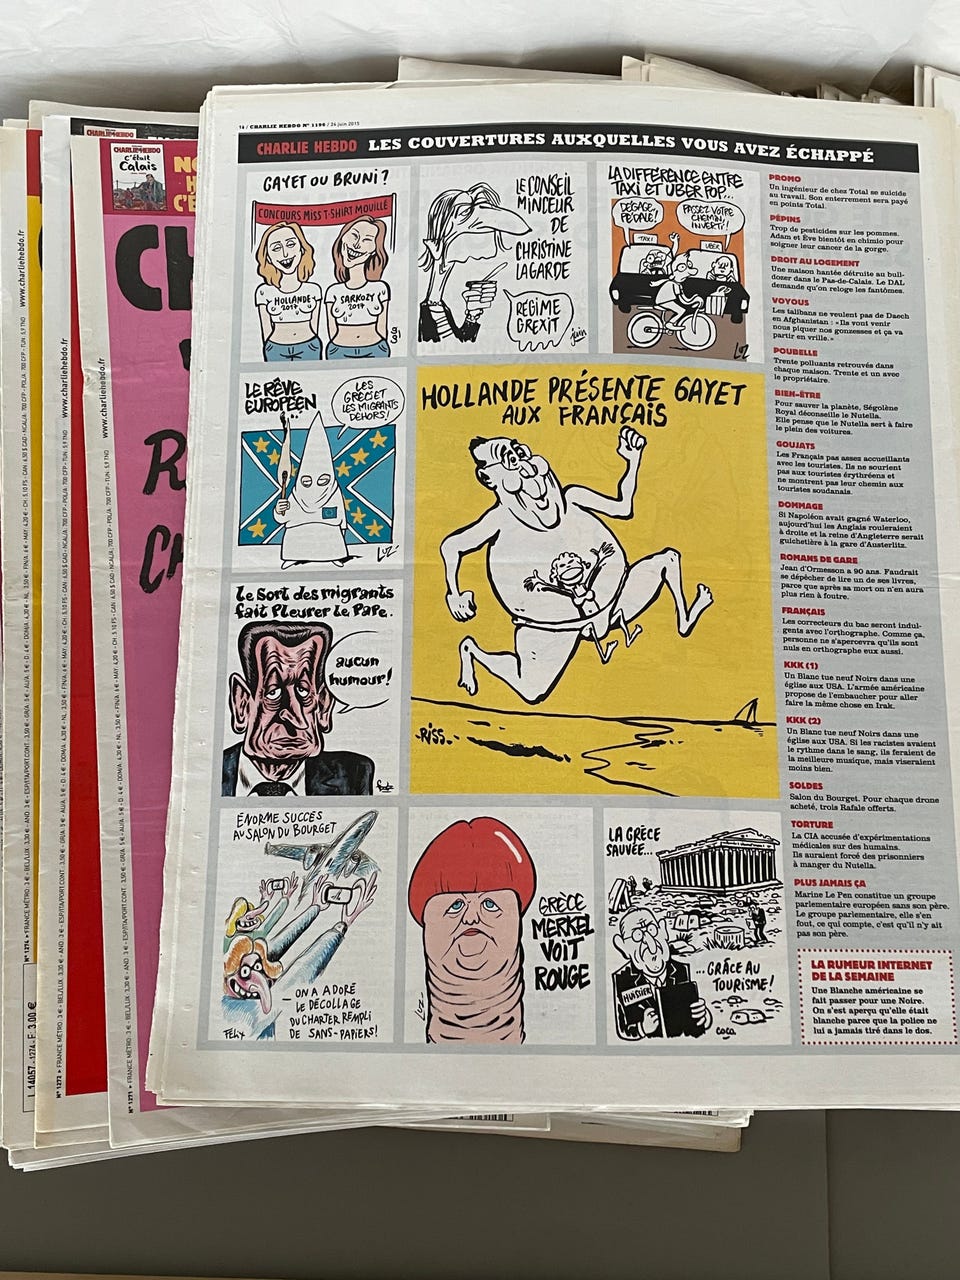 16 / CHARLIE HEBDO N° 1196 / 24 juin 2015
CHARLIE HEBDO LES COUVERTURES AUXQUELLES VOUS AVEZ ÉCHAPPÉ
GAYET OU BRUNI ?
CONCOURS MISS T-SHIRT MOUILLÉ
HOLLANDE
2017
SARKOZY
2017
LE CONSEIL
MINCEUR
DE
CHRISTINE
LAGARDE
RÉGIME
GREXIT
juin
LA DIFFÉRENCE ENTRE
TAXI ET UBER POP...
DÉGAGE,
PÉDALE !
PASSEZ VOTRE
CHEMIN,
INVERTI !
TAXI
UBER
LUZ
LE RÊVE
EUROPÉEN
LES
GRECS ET
LES MIGRANTS
DEHORS !
LUZ
HOLLANDE PRÉSENTE GAYET
AUX FRANÇAIS
RISS.
Le sort des migrants
fait pleurer le Pape.
aucun
humour !
ÉNORME SUCCÈS
AU SALON DU BOURGET
— ON A ADORÉ
LE DÉCOLLAGE
DU CHARTER REMPLI
DE SANS-PAPIERS !
FÉLIX
GRÈCE
MERKEL
VOIT
ROUGE
LUZ
LA GRÈCE
SAUVÉE...
HUISSIER
...GRÂCE AU
TOURISME !
coco
PROMO
Un ingénieur de chez Total se suicide
au travail. Son enterrement sera payé
en points Total.
PÉPINS
Trop de pesticides sur les pommes.
Adam et Ève bientôt en chimio pour
soigner leur cancer de la gorge.
DROIT AU LOGEMENT
Une maison hantée détruite au bull-
dozer dans le Pas-de-Calais. Le DAL
demande qu'on reloge les fantômes.
VOYOUS
Les talibans ne veulent pas de Daech
en Afghanistan : « Ils vont venir
nous piquer nos gonzesses et ça va
partir en vrille. »
POUBELLE
Trente polluants retrouvés dans
chaque maison. Trente et un avec
le propriétaire.
BIEN-ÊTRE
Pour sauver la planète, Ségolène
Royal déconseille le Nutella.
Elle pense que le Nutella sert à faire
le plein des voitures.
GOUJATS
Les Français pas assez accueillants
avec les touristes. Ils ne sourient
pas aux touristes érythréens et
ne montrent pas leur chemin aux
touristes soudanais.
DOMMAGE
Si Napoléon avait gagné Waterloo,
aujourd'hui les Anglais rouleraient
à droite et la reine d'Angleterre serait
guichetière à la gare d'Austerlitz.
ROMANS DE GARE
Jean d'Ormesson a 90 ans. Faudrait
se dépêcher de lire un de ses livres,
parce que après sa mort on n'en aura
plus rien à foutre.
FRANÇAIS
Les correcteurs du bac seront indul-
gents avec l'orthographe. Comme ça,
personne ne s'apercevra qu'ils sont
nuls en orthographe eux aussi.
KKK (1)
Un Blanc tue neuf Noirs dans une
église aux USA. L'armée américaine
propose de l'embaucher pour aller
faire la même chose en Irak.
KKK (2)
Un Blanc tue neuf Noirs dans une
église aux USA. Si les racistes avaient
le rythme dans le sang, ils feraient de
la meilleure musique, mais viseraient
moins bien.
SOLDES
Salon du Bourget. Pour chaque drone
acheté, trois Rafale offerts.
TORTURE
La CIA accusée d'expérimentations
médicales sur des humains.
Ils auraient forcé des prisonniers
à manger du Nutella.
PLUS JAMAIS ÇA
Marine Le Pen constitue un groupe
parlementaire européen sans son père.
Le groupe parlementaire, elle s'en
fout, ce qui compte, c'est qu'il n'y ait
pas son père.
LA RUMEUR INTERNET
DE LA SEMAINE
Une Blanche américaine se
fait passer pour une Noire.
On s'est aperçu qu'elle était
blanche parce que la police ne
lui a jamais tiré dans le dos.
CHARLIE HEBDO
CHARLIE HEBDO
C'était
Calais
www.charliehebdo.fr
www.charliehebdo.fr
www.charliehebdo.fr
L 14057 - 1274 - F: 3,00 €
N° 1274
N° 1272
N° 1271
FRANCE MÉTRO: 3 €